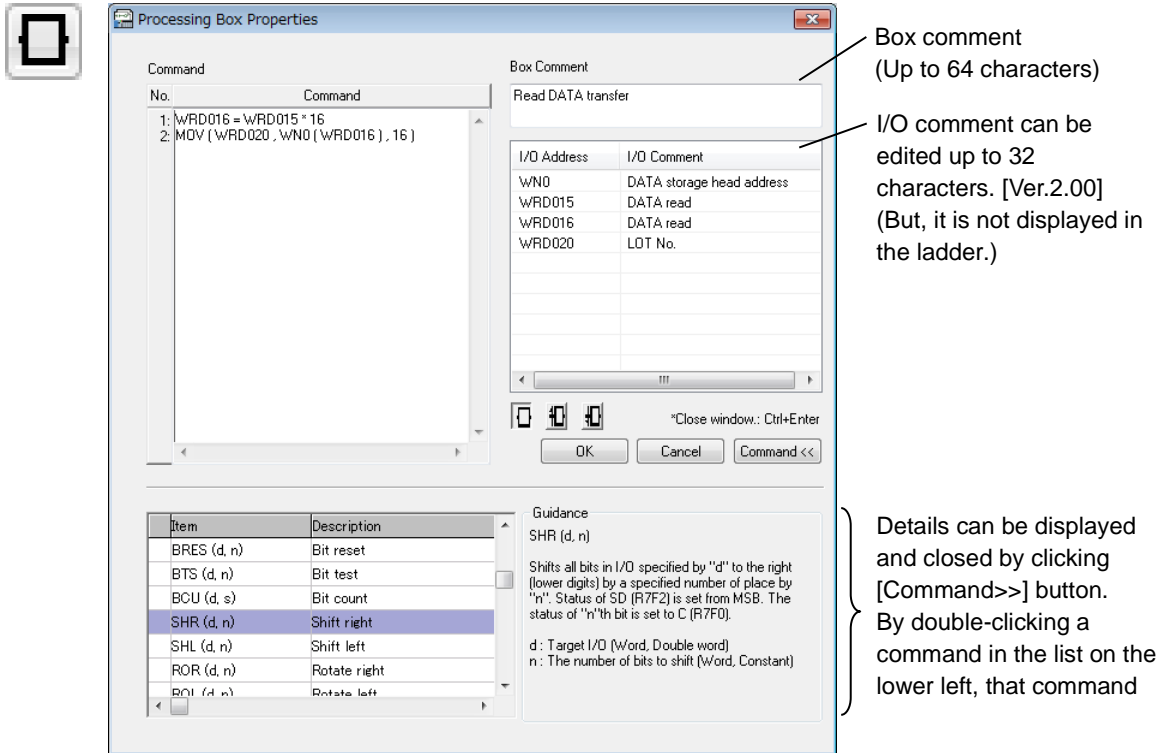 Processing Box Properties
Command
No. Command
1: WRD016 = WRD015 * 16
2: MOV ( WRD020 , WN0 ( WRD016 ) , 16 )
Box Comment
Read DATA transfer
I/O Address I/O Comment
WN0 DATA storage head address
WRD015 DATA read
WRD016 DATA read
WRD020 LOT No.
*Close window.: Ctrl+Enter
OK Cancel Command <<
Item Description
BRES (d, n) Bit reset
BTS (d, n) Bit test
BCU (d, s) Bit count
SHR (d, n) Shift right
SHL (d, n) Shift left
ROR (d, n) Rotate right
ROL (d, n) Rotate left
Guidance
SHR (d, n)
Shifts all bits in I/O specified by "d" to the right
(lower digits) by a specified number of place by
"n". Status of SD (R7F2) is set from MSB. The
status of "n"th bit is set to C (R7F0).
d : Target I/O (Word, Double word)
n : The number of bits to shift (Word, Constant)
Box comment
(Up to 64 characters)
I/O comment can be
edited up to 32
characters. [Ver.2.00]
(But, it is not displayed in
the ladder.)
Details can be displayed
and closed by clicking
[Command>>] button.
By double-clicking a
command in the list on the
lower left, that command